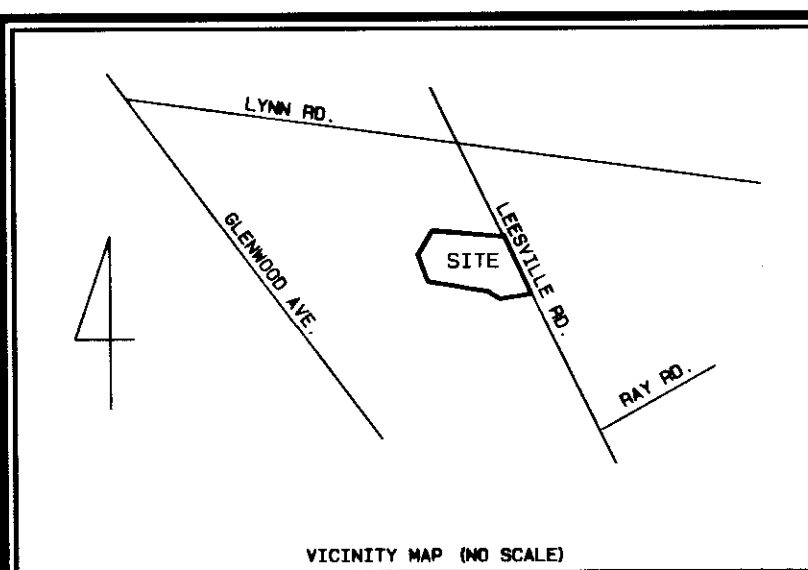 LYNN RD.
GLENWOOD AVE.
LEESVILLE RD.
SITE
RAY RD.
VICINITY MAP (NO SCALE)